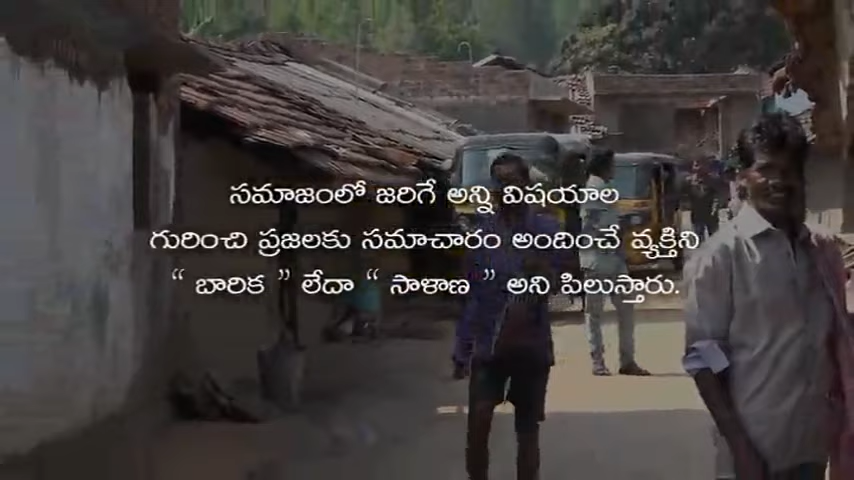 సమాజంలో జరిగే అన్ని విషయాల
గురించి ప్రజలకు సమాచారం అందించే వ్యక్తిని
“ బారిక ” లేదా “ సాళాణ ” అని పిలుస్తారు.